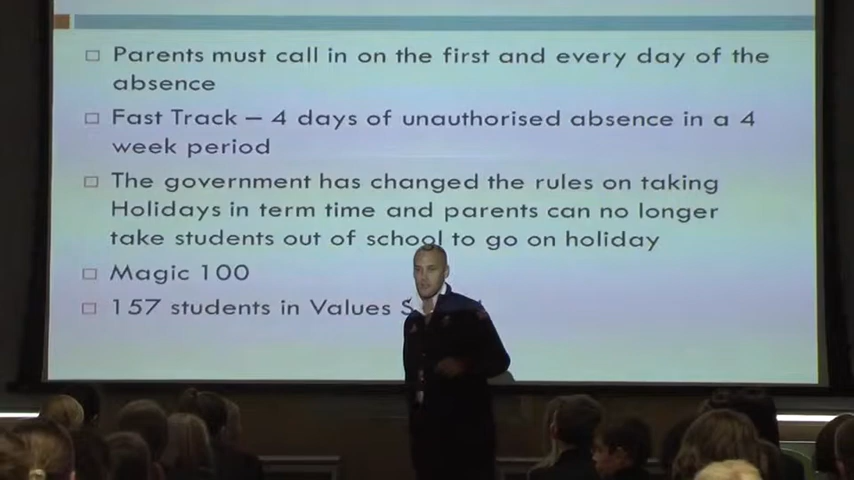 Parents must call in on the first and every day of the
absence
Fast Track – 4 days of unauthorised absence in a 4
week period
The government has changed the rules on taking
Holidays in term time and parents can no longer
take students out of school to go on holiday
Magic 100
157 students in Values